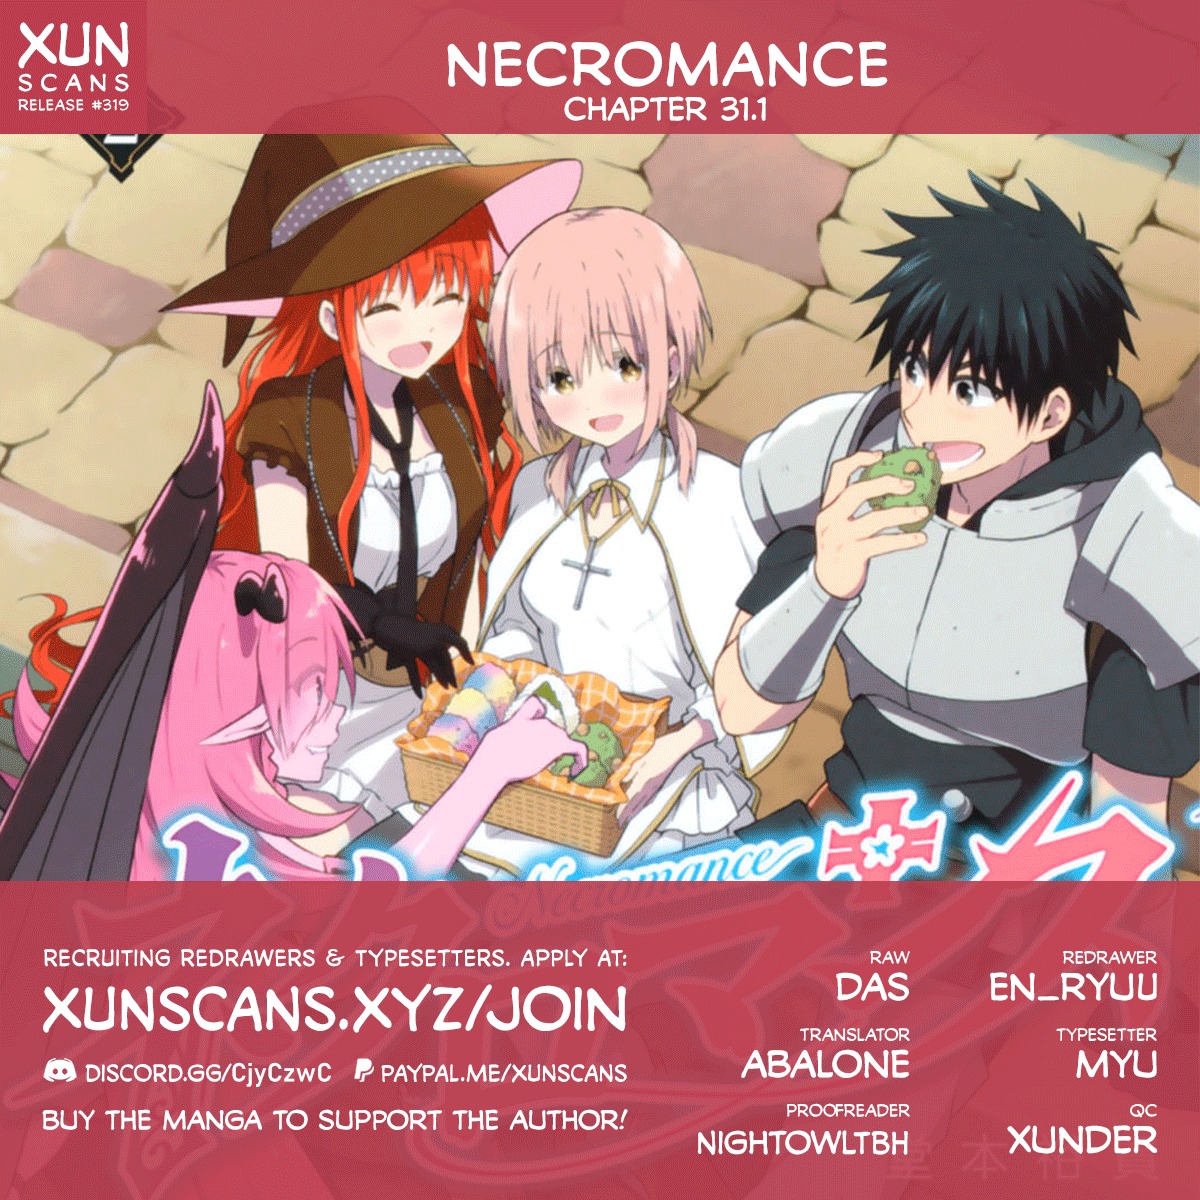 XUN
SCANS
RELEASE #319
NECROMANCE
CHAPTER 31.1
Necromance
RECRUITING REDRAWERS & TYPESETTERS. APPLY AT:
XUNSCANS.XYZ/JOIN
DISCORD.GG/CjyCzwC PAYPAL.ME/XUNSCANS
BUY THE MANGA TO SUPPORT THE AUTHOR!
RAW
DAS
TRANSLATOR
ABALONE
PROOFREADER
NIGHTOWLTBH
REDRAWER
EN_RYUU
TYPESETTER
MYU
QC
XUNDER